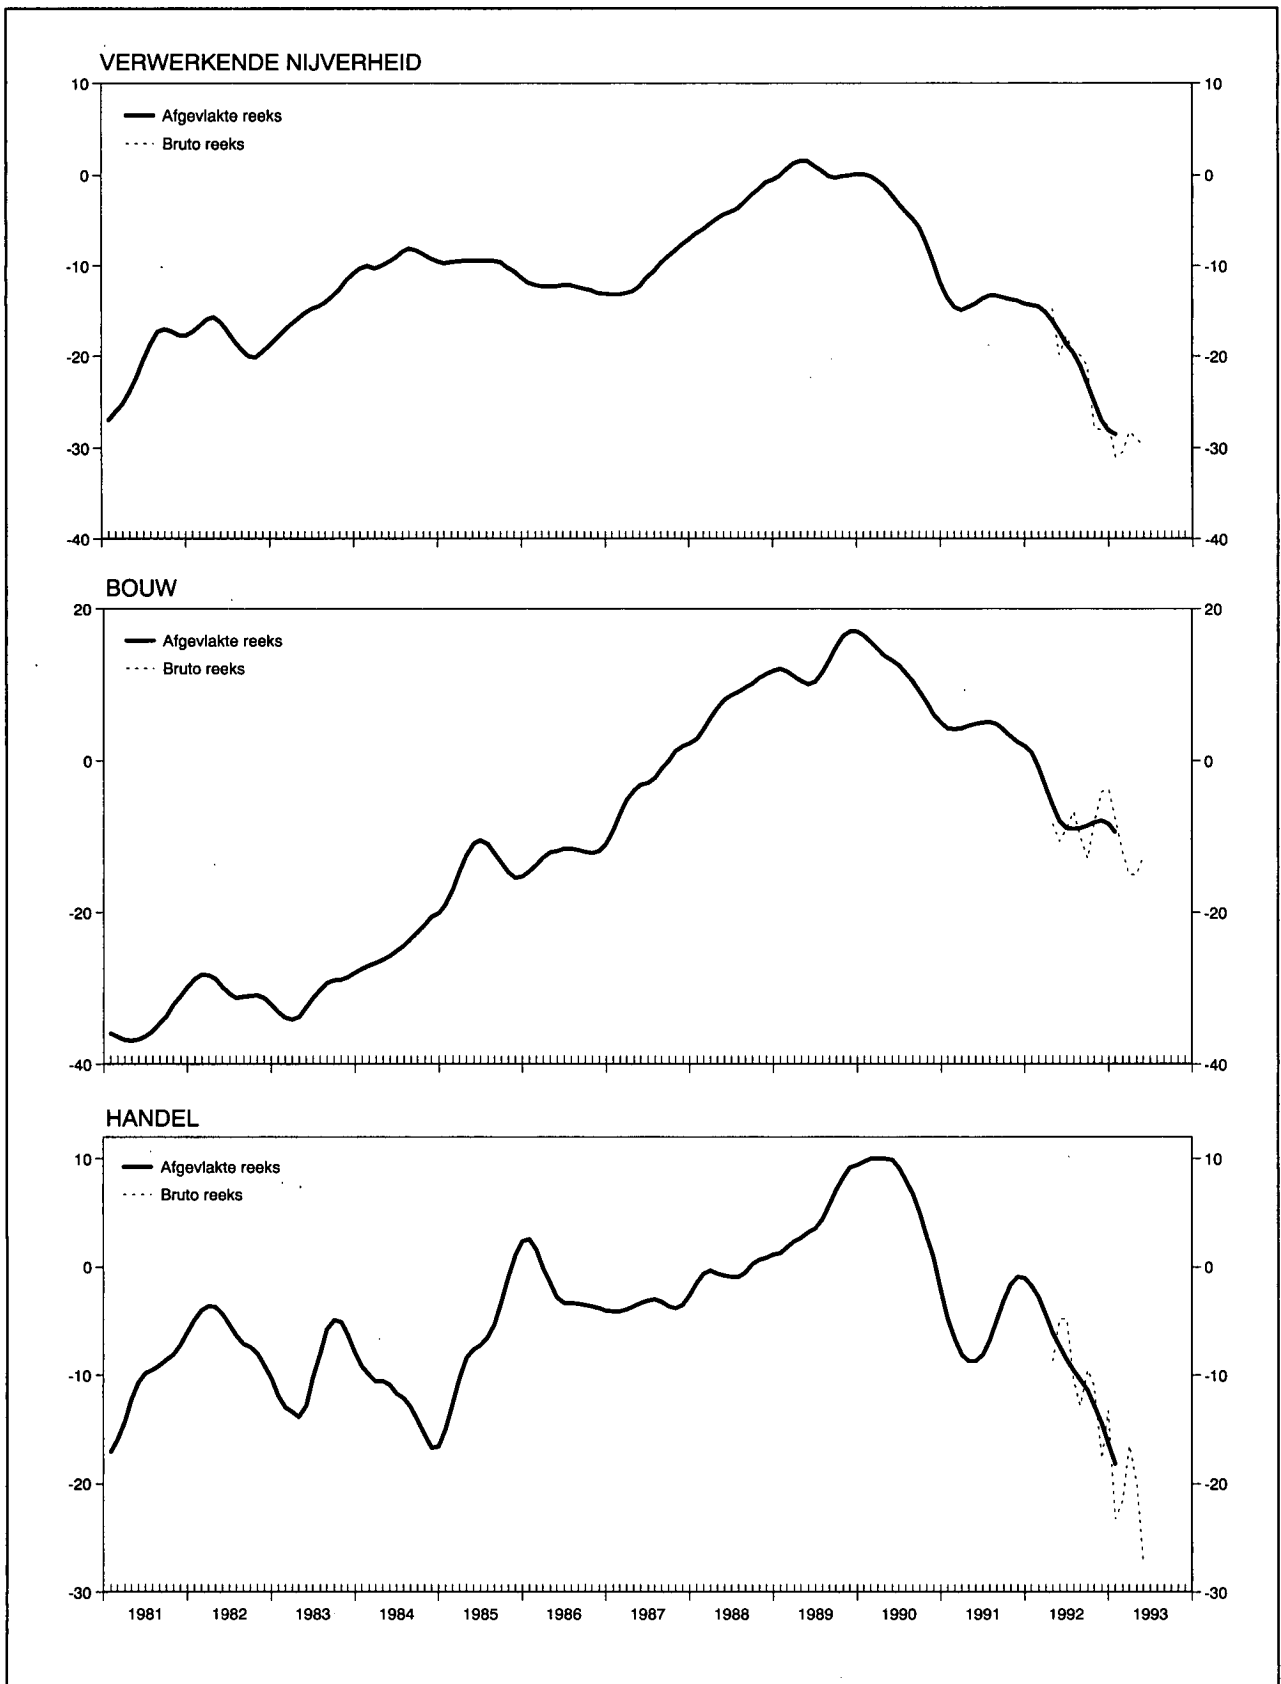 VERWERKENDE NIJVERHEID
10 10
Afgevlakte reeks
Bruto reeks
0 0
-10 -10
-20 -20
-30 -30
-40 -40
BOUW
20 20
Afgevlakte reeks
Bruto reeks
0 0
-20 -20
-40 -40
HANDEL
10 10
Afgevlakte reeks
Bruto reeks
0 0
-10 -10
-20 -20
-30 -30
1981 1982 1983 1984 1985 1986 1987 1988 1989 1990 1991 1992 1993